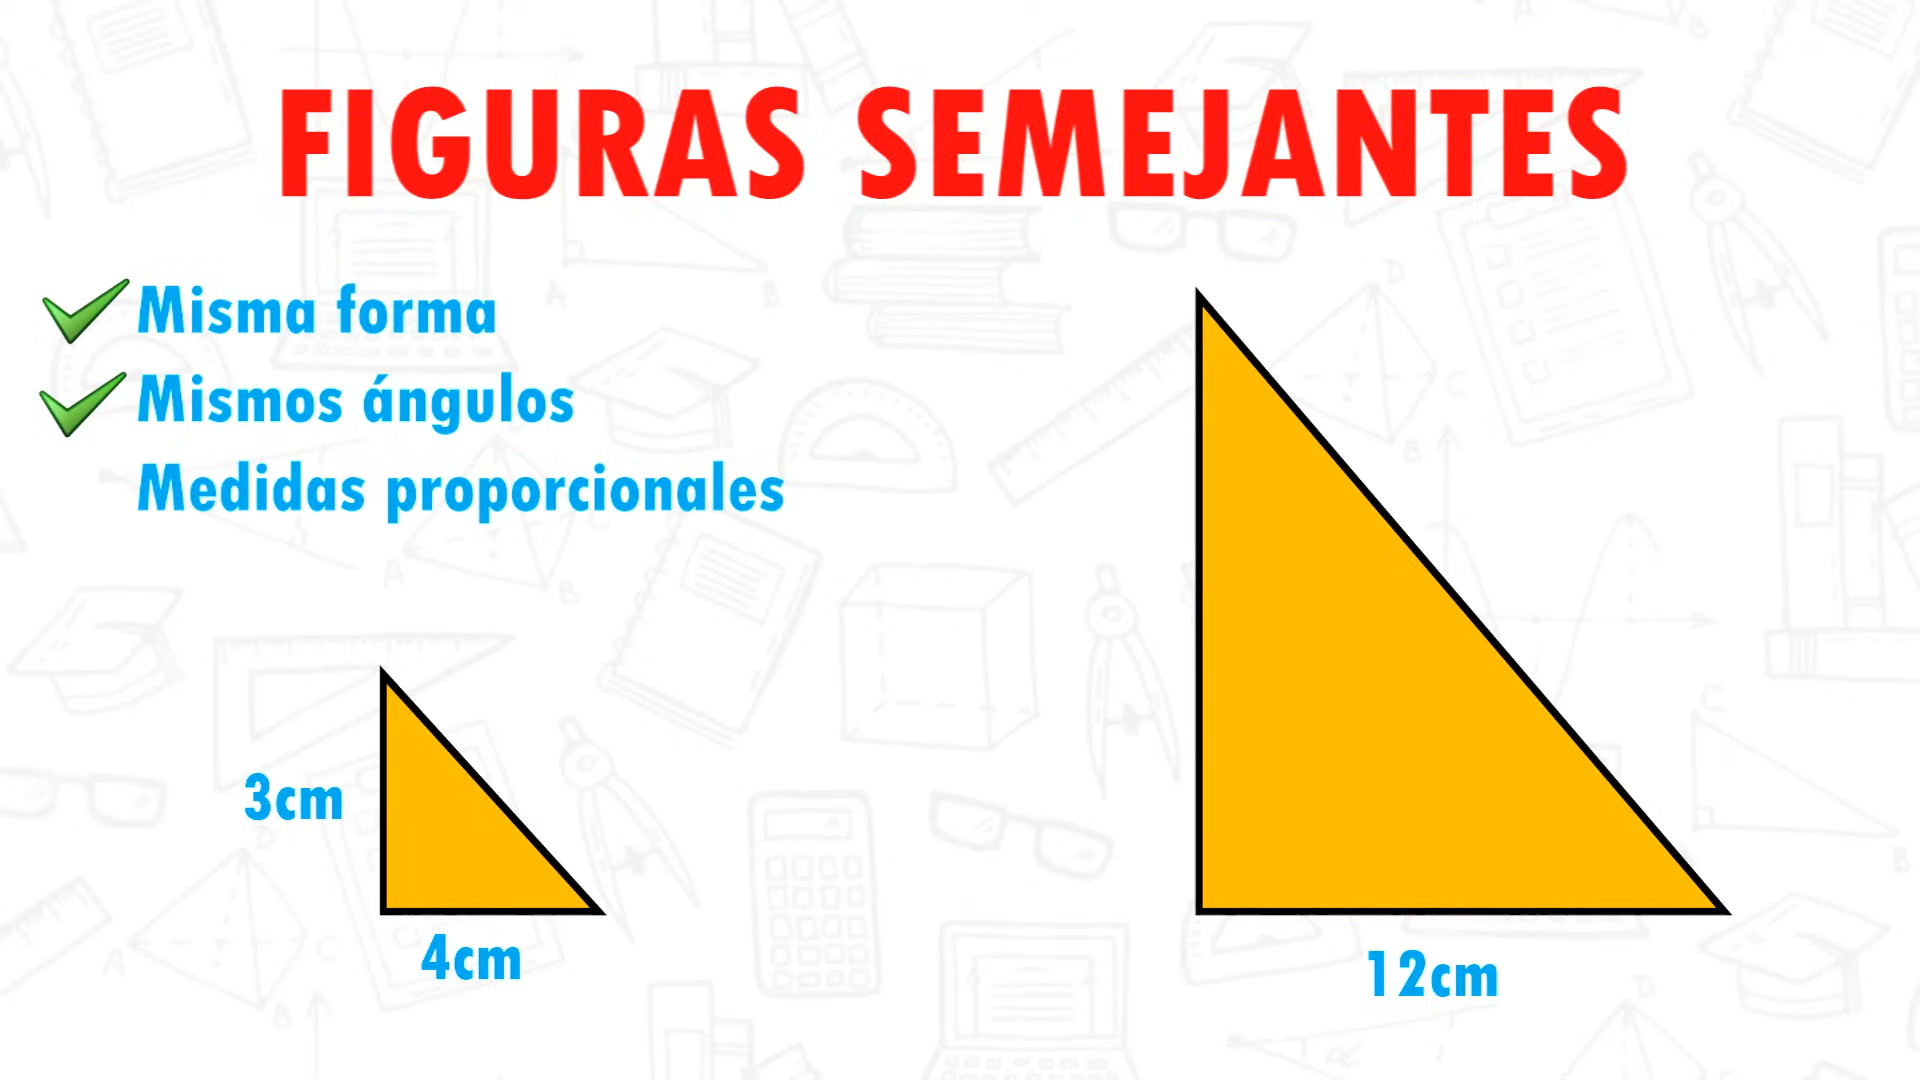 FIGURAS SEMEJANTES
Misma forma
Mismos ángulos
Medidas proporcionales
3cm
4cm
12cm